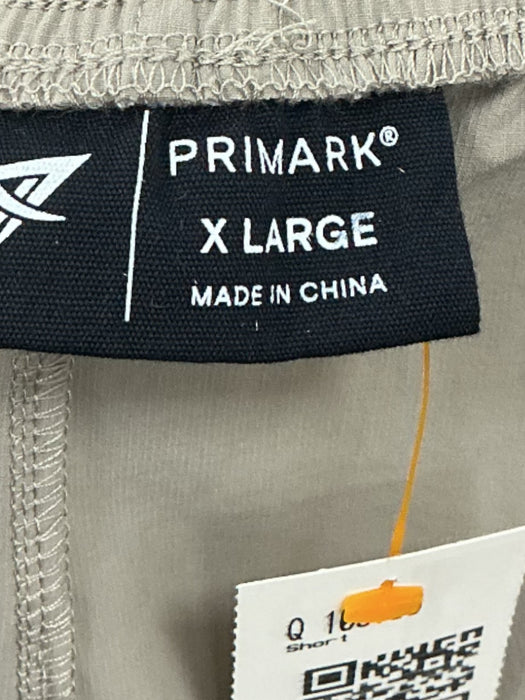 PRIMARK®
X LARGE
MADE IN CHINA
Q
Short